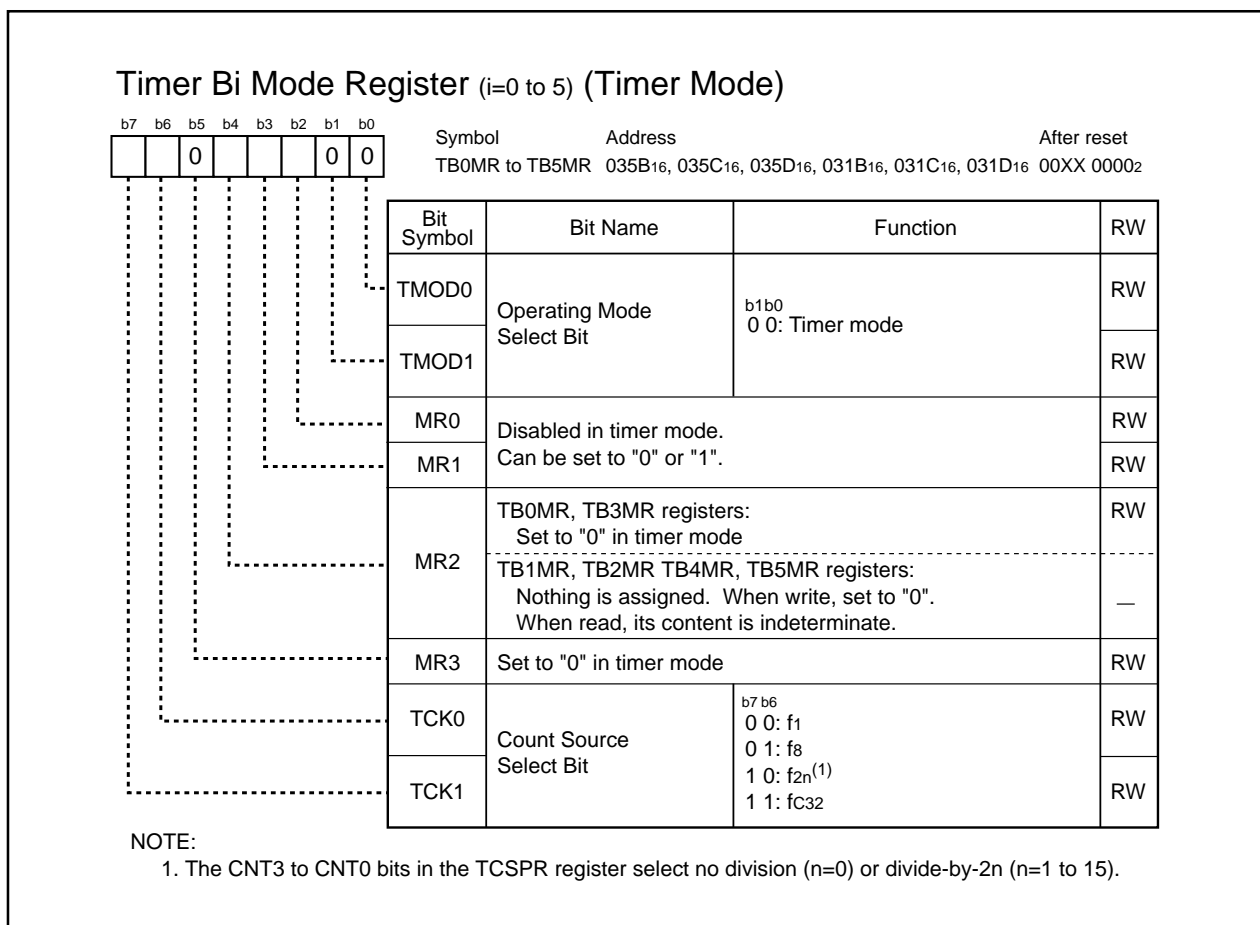 Timer Bi Mode Register (i=0 to 5) (Timer Mode)
b7 b6 b5 b4 b3 b2 b1 b0
0 0 0
Symbol Address After reset
TB0MR to TB5MR 035B16, 035C16, 035D16, 031B16, 031C16, 031D16 00XX 00002
Bit Symbol Bit Name Function RW
TMOD0 RW
Operating Mode
Select Bit
b1b0
0 0: Timer mode
TMOD1 RW
MR0 RW
Disabled in timer mode.
Can be set to "0" or "1".
MR1 RW
MR2
TB0MR, TB3MR registers: RW
Set to "0" in timer mode
TB1MR, TB2MR TB4MR, TB5MR registers:
Nothing is assigned. When write, set to "0". —
When read, its content is indeterminate.
MR3 Set to "0" in timer mode RW
TCK0 RW
Count Source
Select Bit
b7 b6
0 0: f1
0 1: f8
1 0: f2n(1)
1 1: fC32
TCK1 RW
NOTE:
1. The CNT3 to CNT0 bits in the TCSPR register select no division (n=0) or divide-by-2n (n=1 to 15).